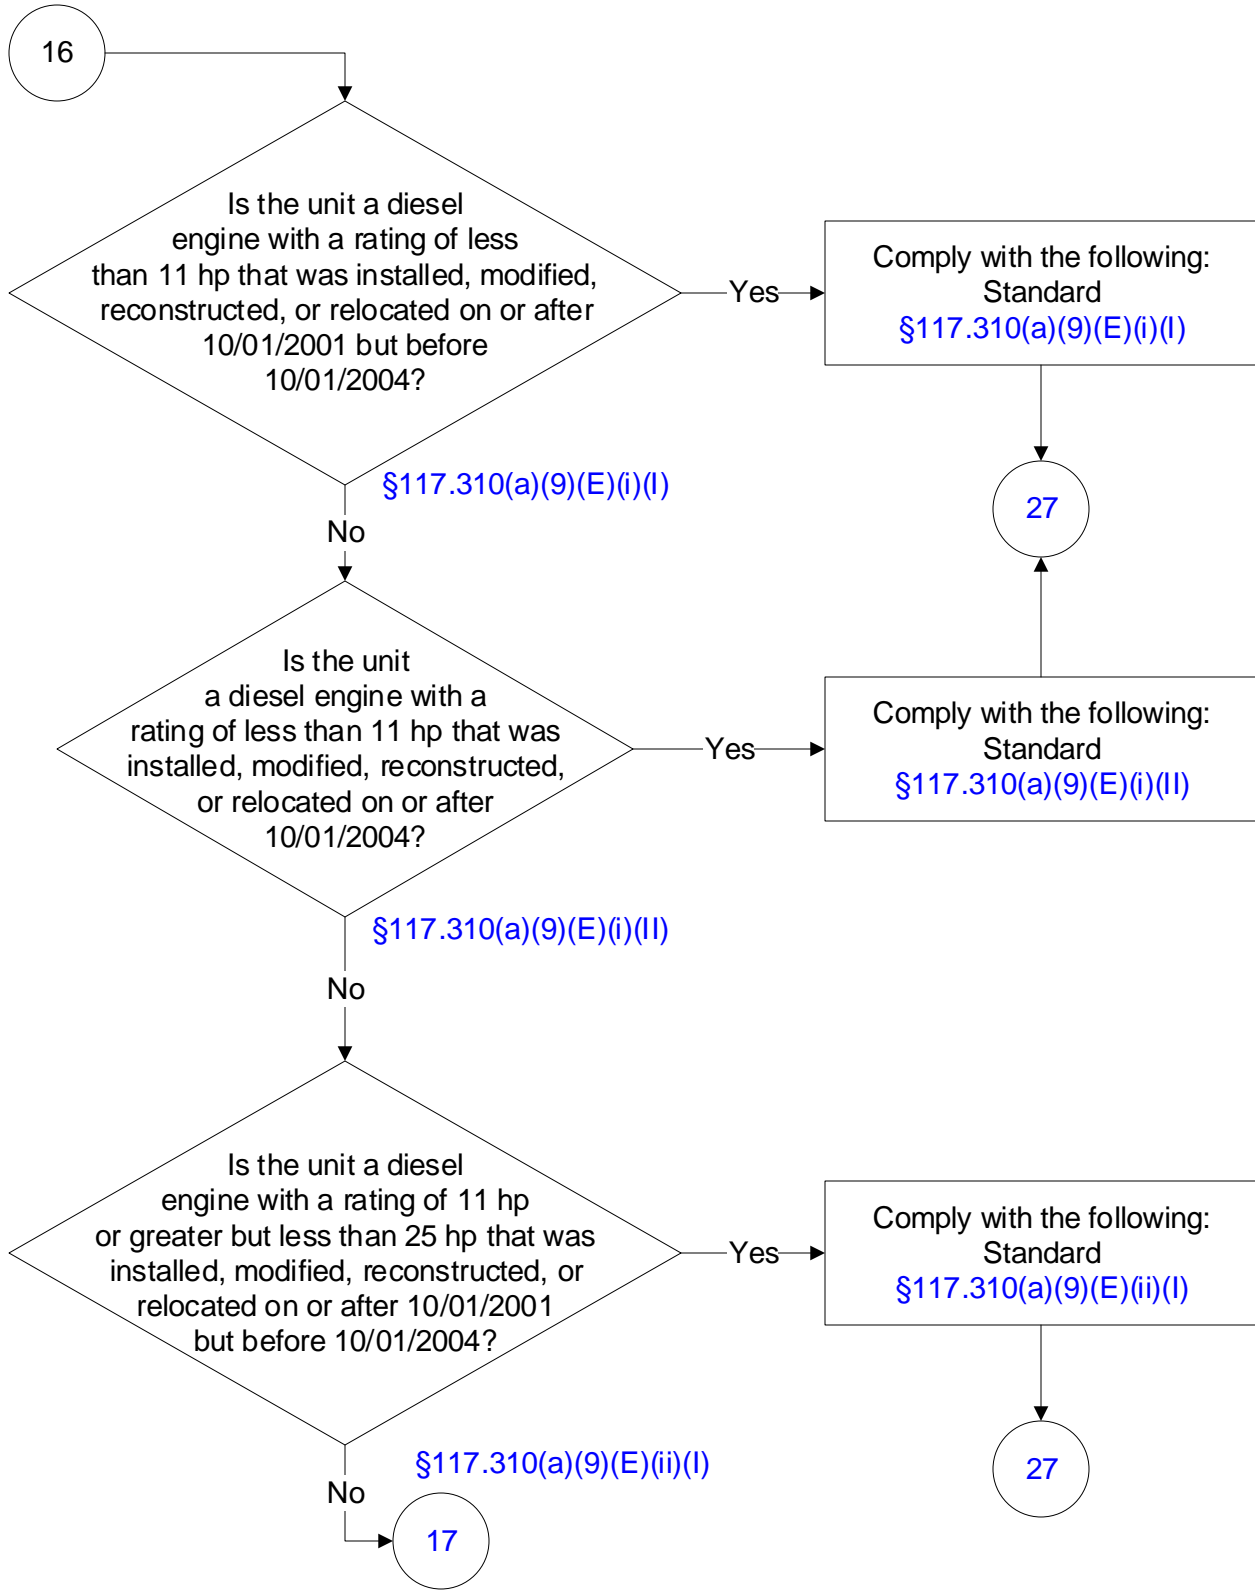 16
Is the unit a diesel
engine with a rating of less
than 11 hp that was installed, modified,
reconstructed, or relocated on or after
10/01/2001 but before
10/01/2004?
Yes
Comply with the following:
Standard
§117.310(a)(9)(E)(i)(I)
§117.310(a)(9)(E)(i)(I)
27
No
Is the unit
a diesel engine with a
rating of less than 11 hp that was
installed, modified, reconstructed,
or relocated on or after
10/01/2004?
Yes
Comply with the following:
Standard
§117.310(a)(9)(E)(i)(II)
§117.310(a)(9)(E)(i)(II)
No
Is the unit a diesel
engine with a rating of 11 hp
or greater but less than 25 hp that was
installed, modified, reconstructed, or
relocated on or after 10/01/2001
but before 10/01/2004?
Yes
Comply with the following:
Standard
§117.310(a)(9)(E)(ii)(I)
§117.310(a)(9)(E)(ii)(I)
27
No
17